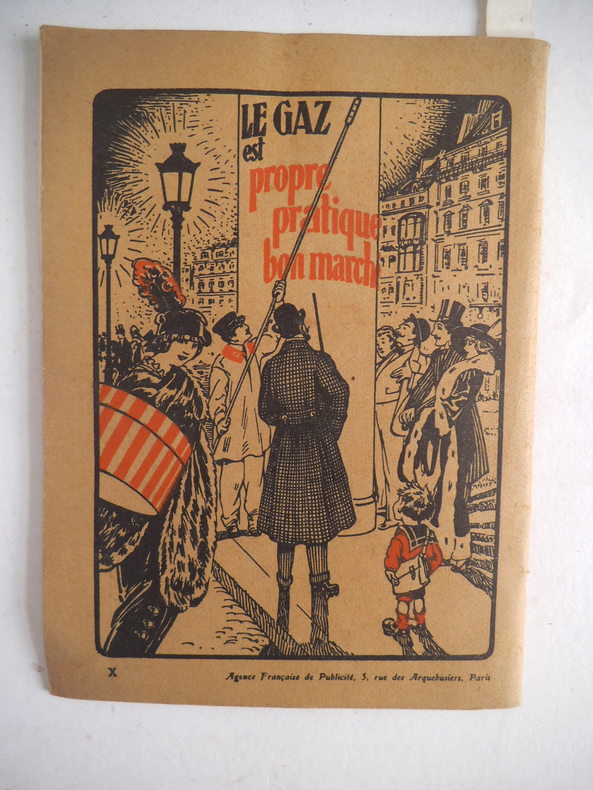 LE GAZ
est
propre
pratique
bon march
X
Agence Française de Publicité, 5, rue des Arquebusiers, Paris